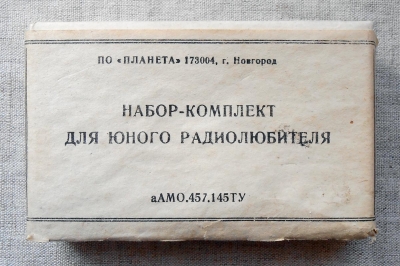 ПО «ПЛАНЕТА» 173004, г. Новгород
НАБОР-КОМПЛЕКТ
ДЛЯ ЮНОГО РАДИОЛЮБИТЕЛЯ
аАМО.457.145ТУ